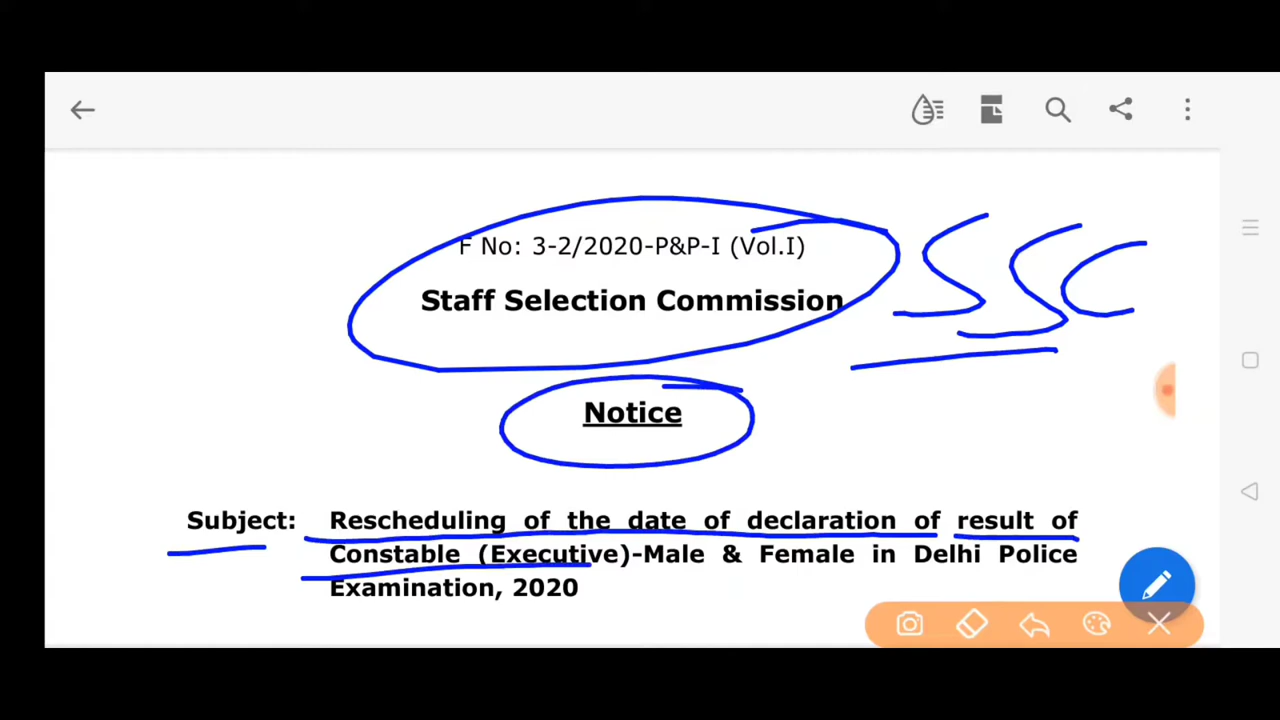 F No: 3-2/2020-P&P-I (Vol.I)
Staff Selection Commission
SSC
Notice
Subject: Rescheduling of the date of declaration of result of
Constable (Executive)-Male & Female in Delhi Police
Examination, 2020